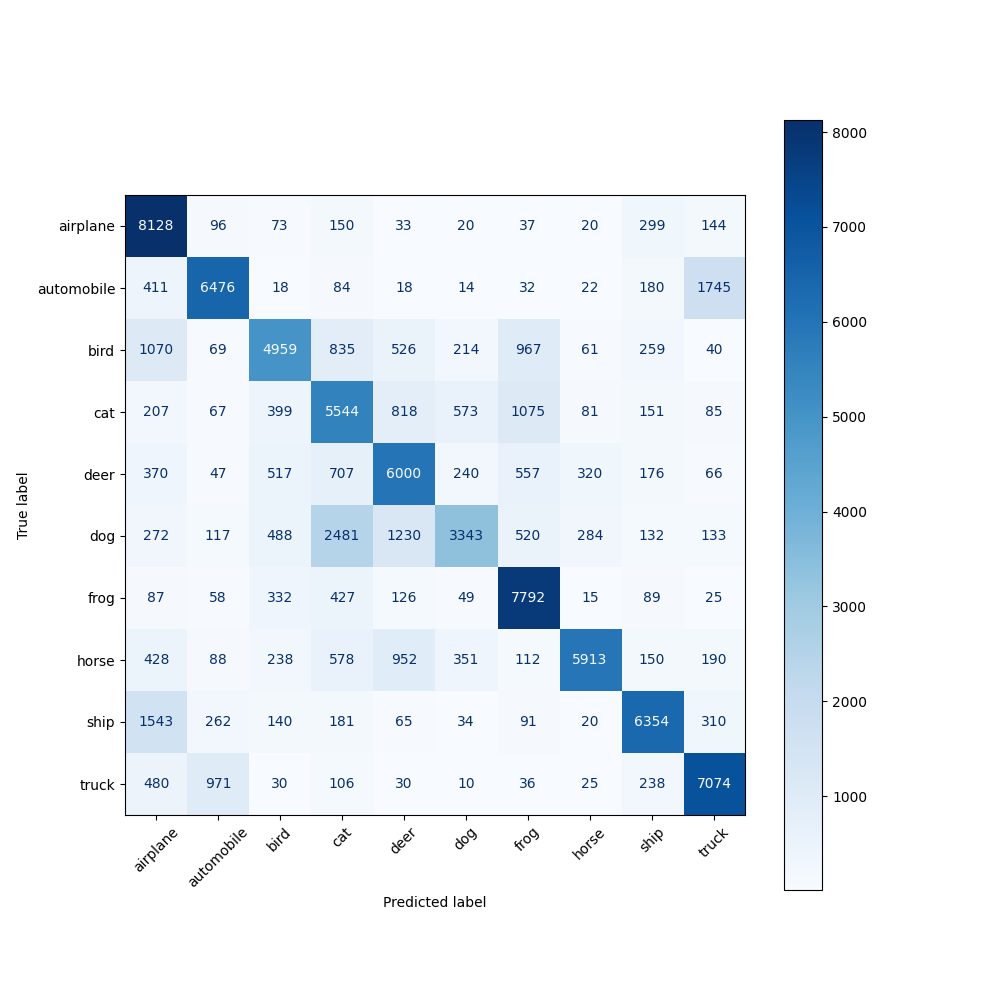 8000
airplane 8128 96 73 150 33 20 37 20 299 144
7000
automobile 411 6476 18 84 18 14 32 22 180 1745
6000
bird 1070 69 4959 835 526 214 967 61 259 40
cat 207 67 399 5544 818 573 1075 81 151 85
5000
deer 370 47 517 707 6000 240 557 320 176 66
True label
4000
dog 272 117 488 2481 1230 3343 520 284 132 133
frog 87 58 332 427 126 49 7792 15 89 25
3000
horse 428 88 238 578 952 351 112 5913 150 190
2000
ship 1543 262 140 181 65 34 91 20 6354 310
truck 480 971 30 106 30 10 36 25 238 7074
1000
airplane automobile bird cat deer dog frog horse ship truck
Predicted label